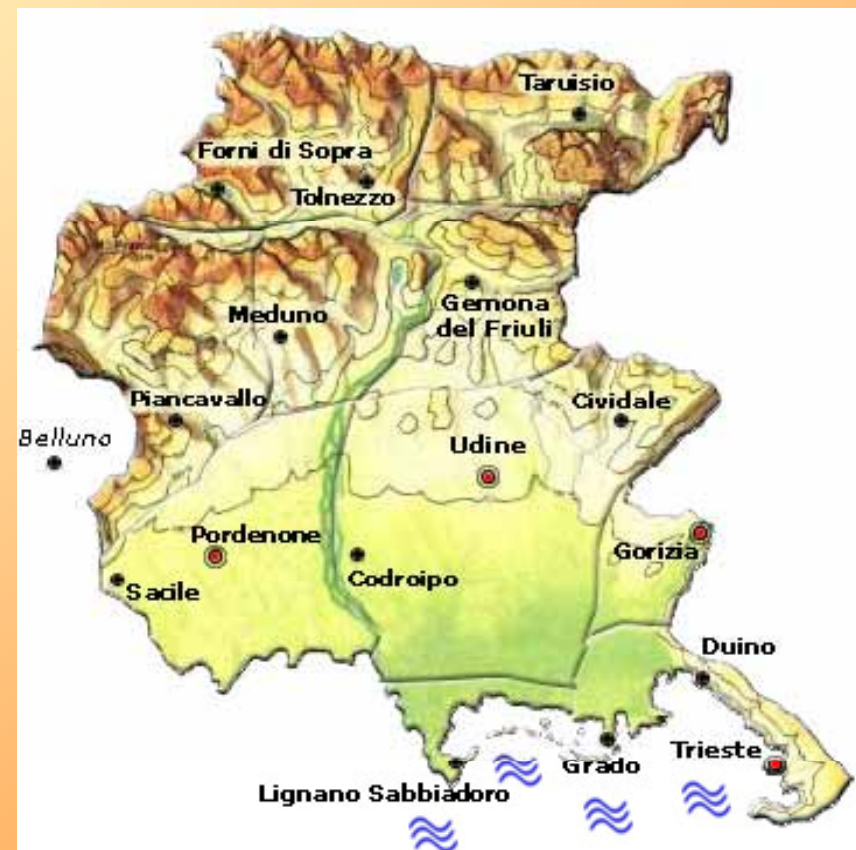 Taruisio
Forni di Sopra
Tolnezzo
Gemona
del Friuli
Meduno
Piancavallo
Cividale
Belluno
Udine
Pordenone
Gorizia
Codroipo
Sacile
Duino
Trieste
Grado
Lignano Sabbiadoro